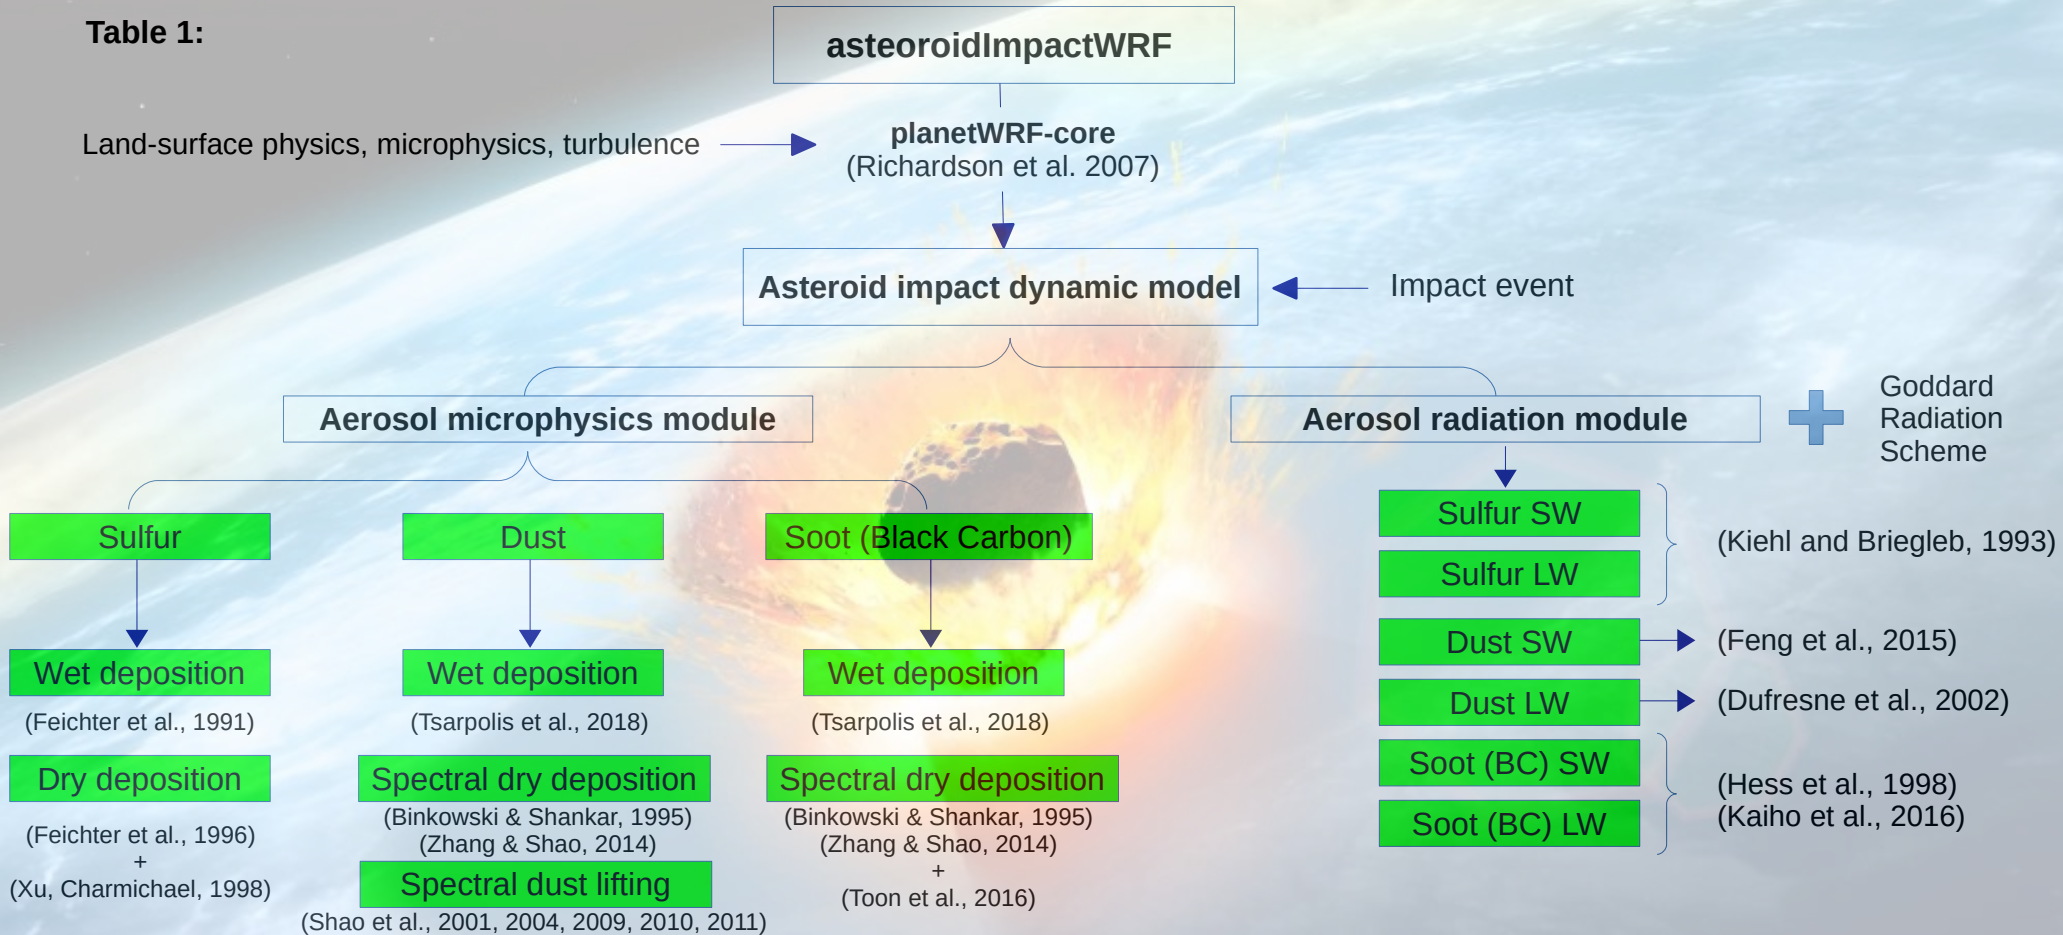 Table 1:
asteoroidImpactWRF
Land-surface physics, microphysics, turbulence
planetWRF-core
(Richardson et al. 2007)
Asteroid impact dynamic model
Impact event
Aerosol microphysics module
Aerosol radiation module
Goddard
Radiation
Scheme
Sulfur
Dust
Soot (Black Carbon)
Wet deposition
Wet deposition
Wet deposition
(Feichter et al., 1991)
(Tsarpolis et al., 2018)
(Tsarpolis et al., 2018)
Dry deposition
Spectral dry deposition
Spectral dry deposition
(Feichter et al., 1996)
+
(Xu, Charmichael, 1998)
(Binkowski & Shankar, 1995)
(Zhang & Shao, 2014)
Spectral dust lifting
(Shao et al., 2001, 2004, 2009, 2010, 2011)
(Binkowski & Shankar, 1995)
(Zhang & Shao, 2014)
+
(Toon et al., 2016)
Sulfur SW
Sulfur LW
(Kiehl and Briegleb, 1993)
Dust SW
(Feng et al., 2015)
Dust LW
(Dufresne et al., 2002)
Soot (BC) SW
Soot (BC) LW
(Hess et al., 1998)
(Kaiho et al., 2016)